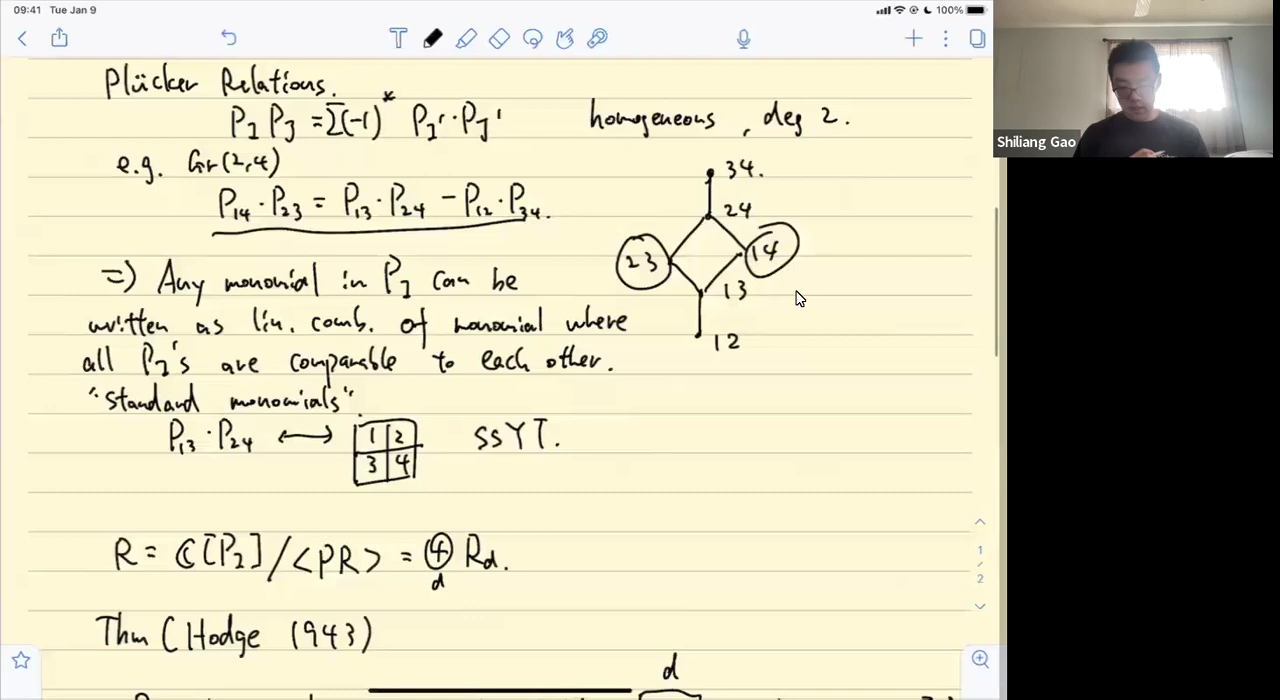 09:41 Tue Jan 9
100%
Plücker Relations.
P_I P_J = Σ(-1)^* P_I' · P_J' homogeneous, deg 2.
e.g. Gr(2,4)
P_14 · P_23 = P_13 · P_24 - P_12 · P_34.
34.
24
23 14
13
12
=> Any monomial in P_I can be
written as lin. comb. of monomial where
all P_I's are comparable to each other.
"standard monomials".
P_13 · P_24 ↔ 1 2 SSYT.
3 4
R = ℂ[P_I]/<PR> = ⊕_d R_d.
Thm (Hodge 1943)
d
1
/
2
Shiliang Gao